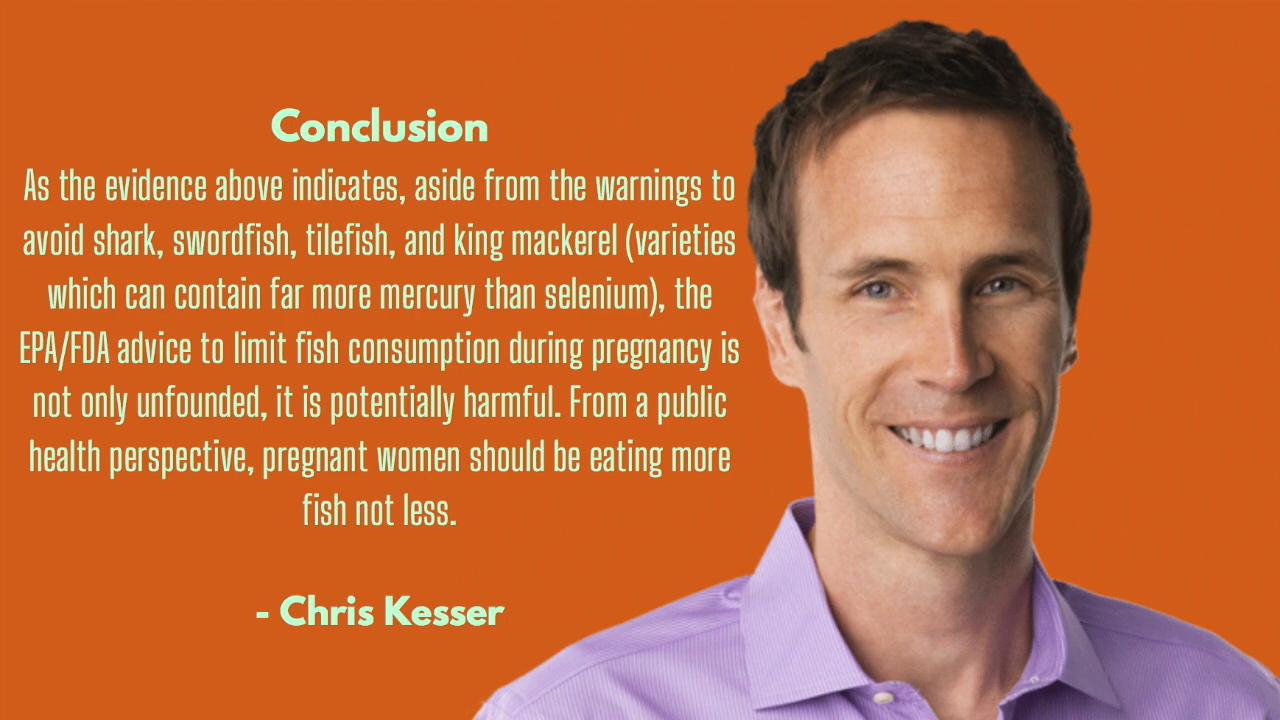 Conclusion
As the evidence above indicates, aside from the warnings to
avoid shark, swordfish, tilefish, and king mackerel (varieties
which can contain far more mercury than selenium), the
EPA/FDA advice to limit fish consumption during pregnancy is
not only unfounded, it is potentially harmful. From a public
health perspective, pregnant women should be eating more
fish not less.
- Chris Kesser